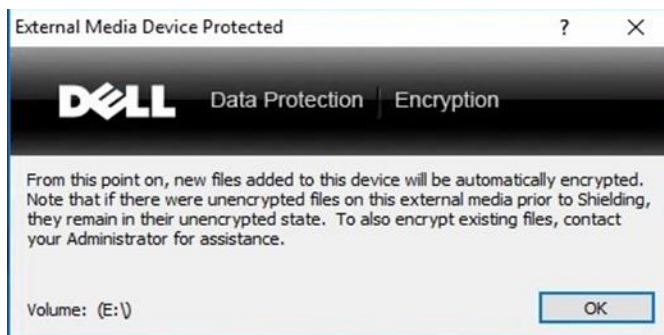 External Media Device Protected ? X
DELL Data Protection | Encryption
From this point on, new files added to this device will be automatically encrypted.
Note that if there were unencrypted files on this external media prior to Shielding,
they remain in their unencrypted state. To also encrypt existing files, contact
your Administrator for assistance.
Volume: (E:\)
OK